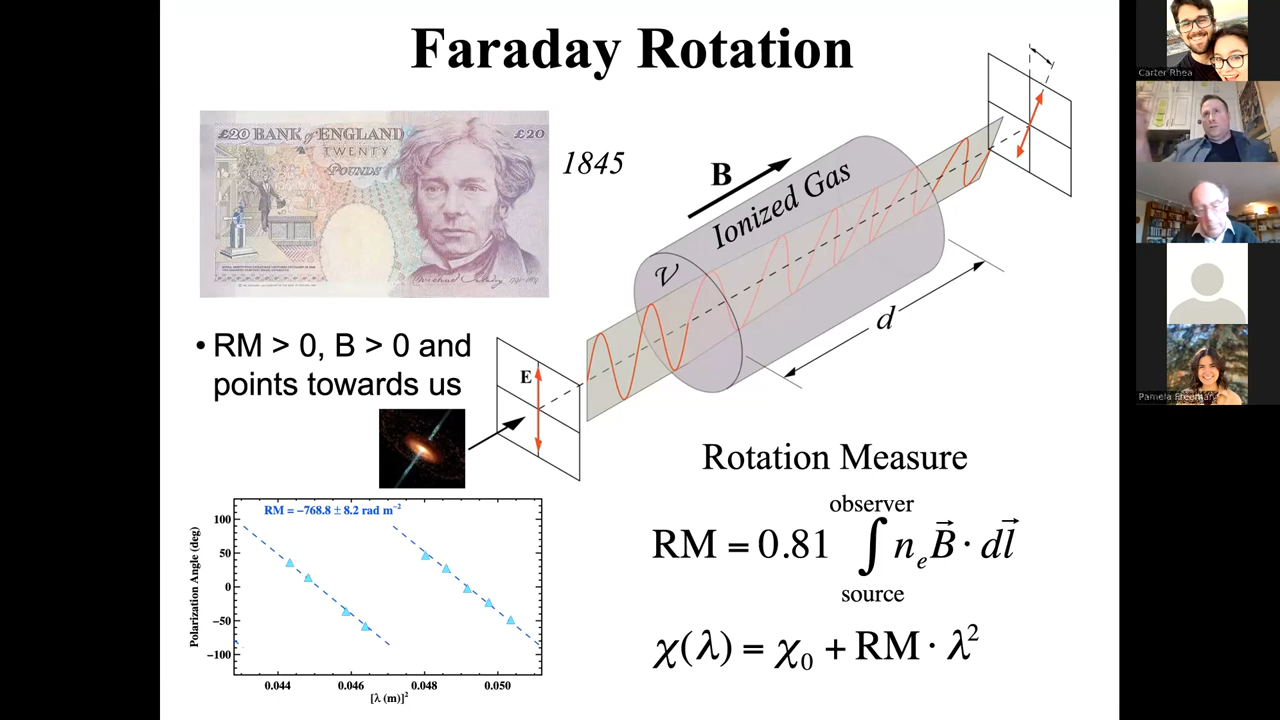 Faraday Rotation
£20 BANK of ENGLAND £20
TWENTY
POUNDS
1845
B
Ionized Gas
ν
d
E
• RM > 0, B > 0 and
points towards us
RM = −768.8 ± 8.2 rad m⁻²
Polarization Angle (deg)
100
50
0
−50
−100
0.044 0.046 0.048 0.050
[λ (m)]²
Rotation Measure
observer
RM = 0.81 ∫ nₑ B⃗ · dl⃗
source
χ(λ) = χ₀ + RM · λ²
Carter Rhea
Pamela Freeman